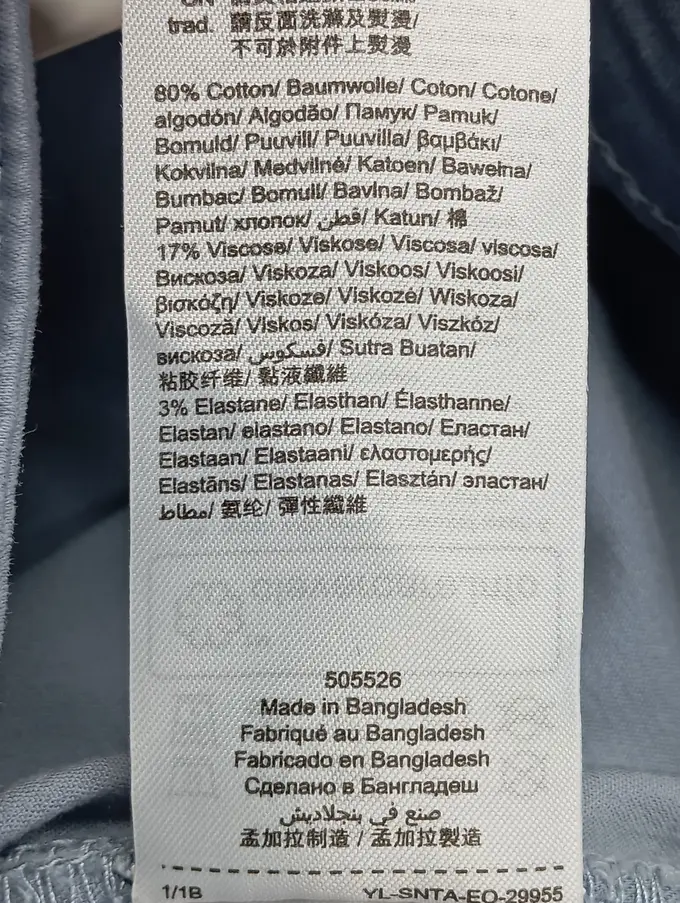 trad. 請反面洗滌及熨燙
不可於附件上熨燙
80% Cotton/ Baumwolle/ Coton/ Cotone/
algodón/ Algodão/ Памук/ Pamuk/
Bomuld/ Puuvill/ Puuvilla/ βαμβάκι/
Kokvilna/ Medvilnė/ Katoen/ Bawełna/
Bumbac/ Bomull/ Bavlna/ Bombaž/
Pamut/ хлопок/ قطن/ Katun/ 棉
17% Viscose/ Viskose/ Viscosa/ viscosa/
Вискоза/ Viskoza/ Viskoos/ Viskoosi/
βισκόζη/ Viskoze/ Viskozė/ Wiskoza/
Viscoză/ Viskos/ Viskóza/ Viszkóz/
вискоза/ فسكوس/ Sutra Buatan/
粘胶纤维/ 黏液纖維
3% Elastane/ Elasthan/ Élasthanne/
Elastan/ elastano/ Elastano/ Еластан/
Elastaan/ Elastaani/ ελαστομερής/
Elastāns/ Elastanas/ Elasztán/ эластан/
مطاط/ 氨纶/ 彈性纖維
505526
Made in Bangladesh
Fabriqué au Bangladesh
Fabricado en Bangladesh
Сделано в Бангладеш
صنع في بنجلاديش
孟加拉制造 / 孟加拉製造
1/1B YL-SNTA-EO-29955